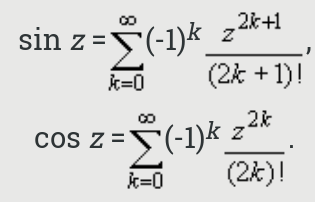 sin z = ∑_{k=0}^{∞} (-1)^k z^{2k+1} / (2k + 1)! ,
cos z = ∑_{k=0}^{∞} (-1)^k z^{2k} / (2k)! .